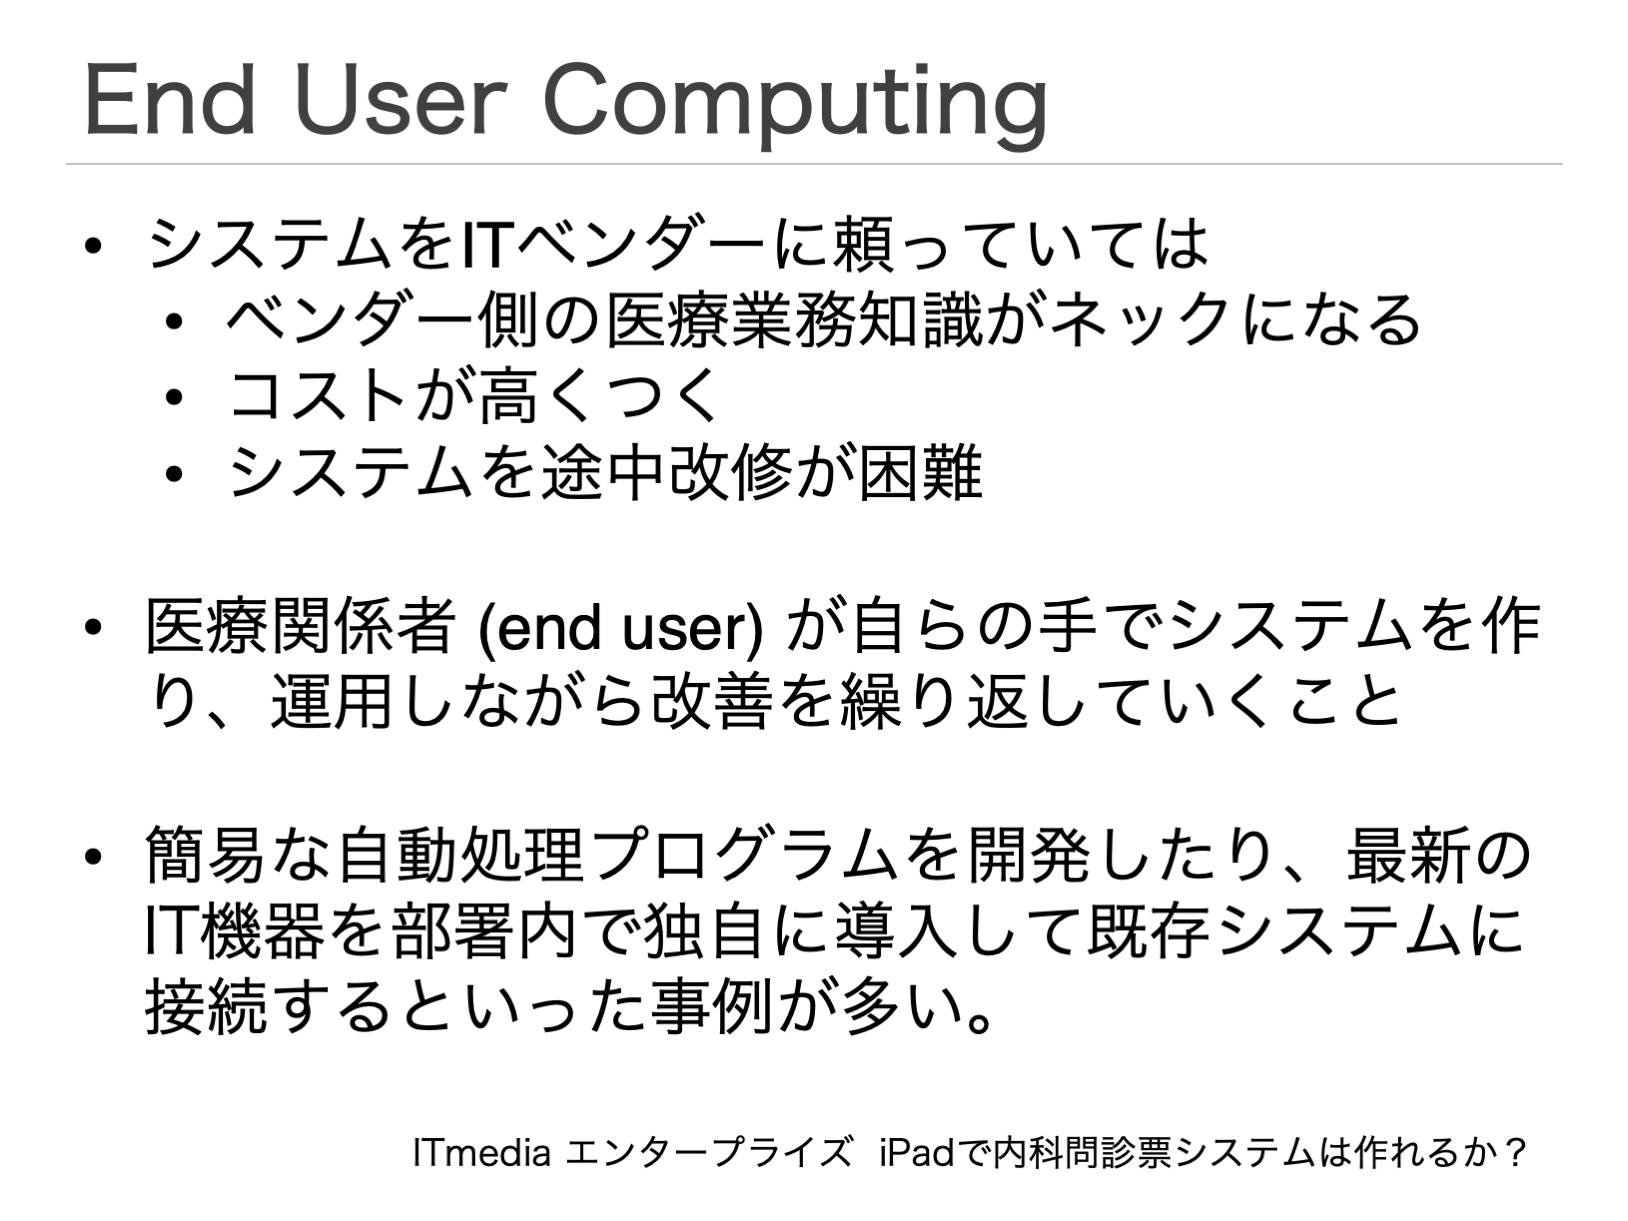 End User Computing
• システムをITベンダーに頼っていては
• ベンダー側の医療業務知識がネックになる
• コストが高くつく
• システムを途中改修が困難
• 医療関係者 (end user) が自らの手でシステムを作
り、運用しながら改善を繰り返していくこと
• 簡易な自動処理プログラムを開発したり、最新の
IT機器を部署内で独自に導入して既存システムに
接続するといった事例が多い。
ITmedia エンタープライズ iPadで内科問診票システムは作れるか？